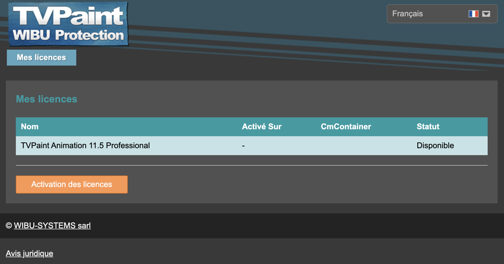 TVPaint
WIBU Protection
Français
Mes licences
Mes licences
Nom Activé Sur CmContainer Statut
TVPaint Animation 11.5 Professional - Disponible
Activation des licences
© WIBU-SYSTEMS sarl
Avis juridique